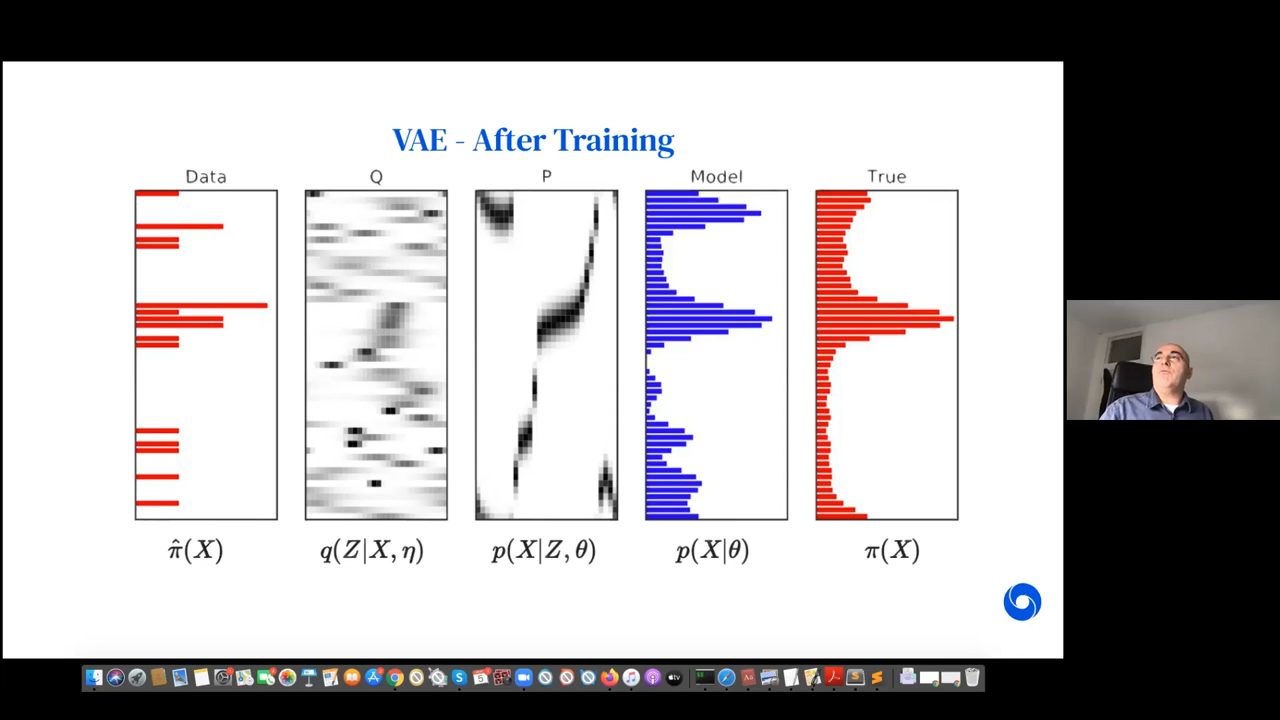 VAE - After Training
Data Q P Model True
π̂(X) q(Z|X, η) p(X|Z, θ) p(X|θ) π(X)